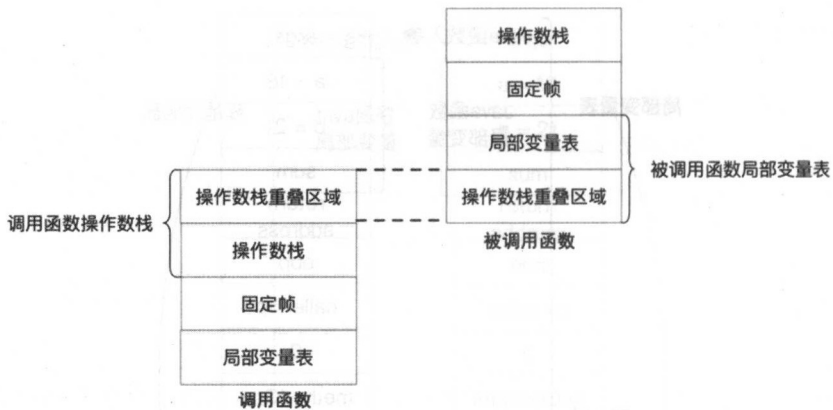 操作数栈
固定帧
局部变量表
操作数栈重叠区域
被调用函数局部变量表
被调用函数
调用函数操作数栈
操作数栈重叠区域
操作数栈
固定帧
局部变量表
调用函数